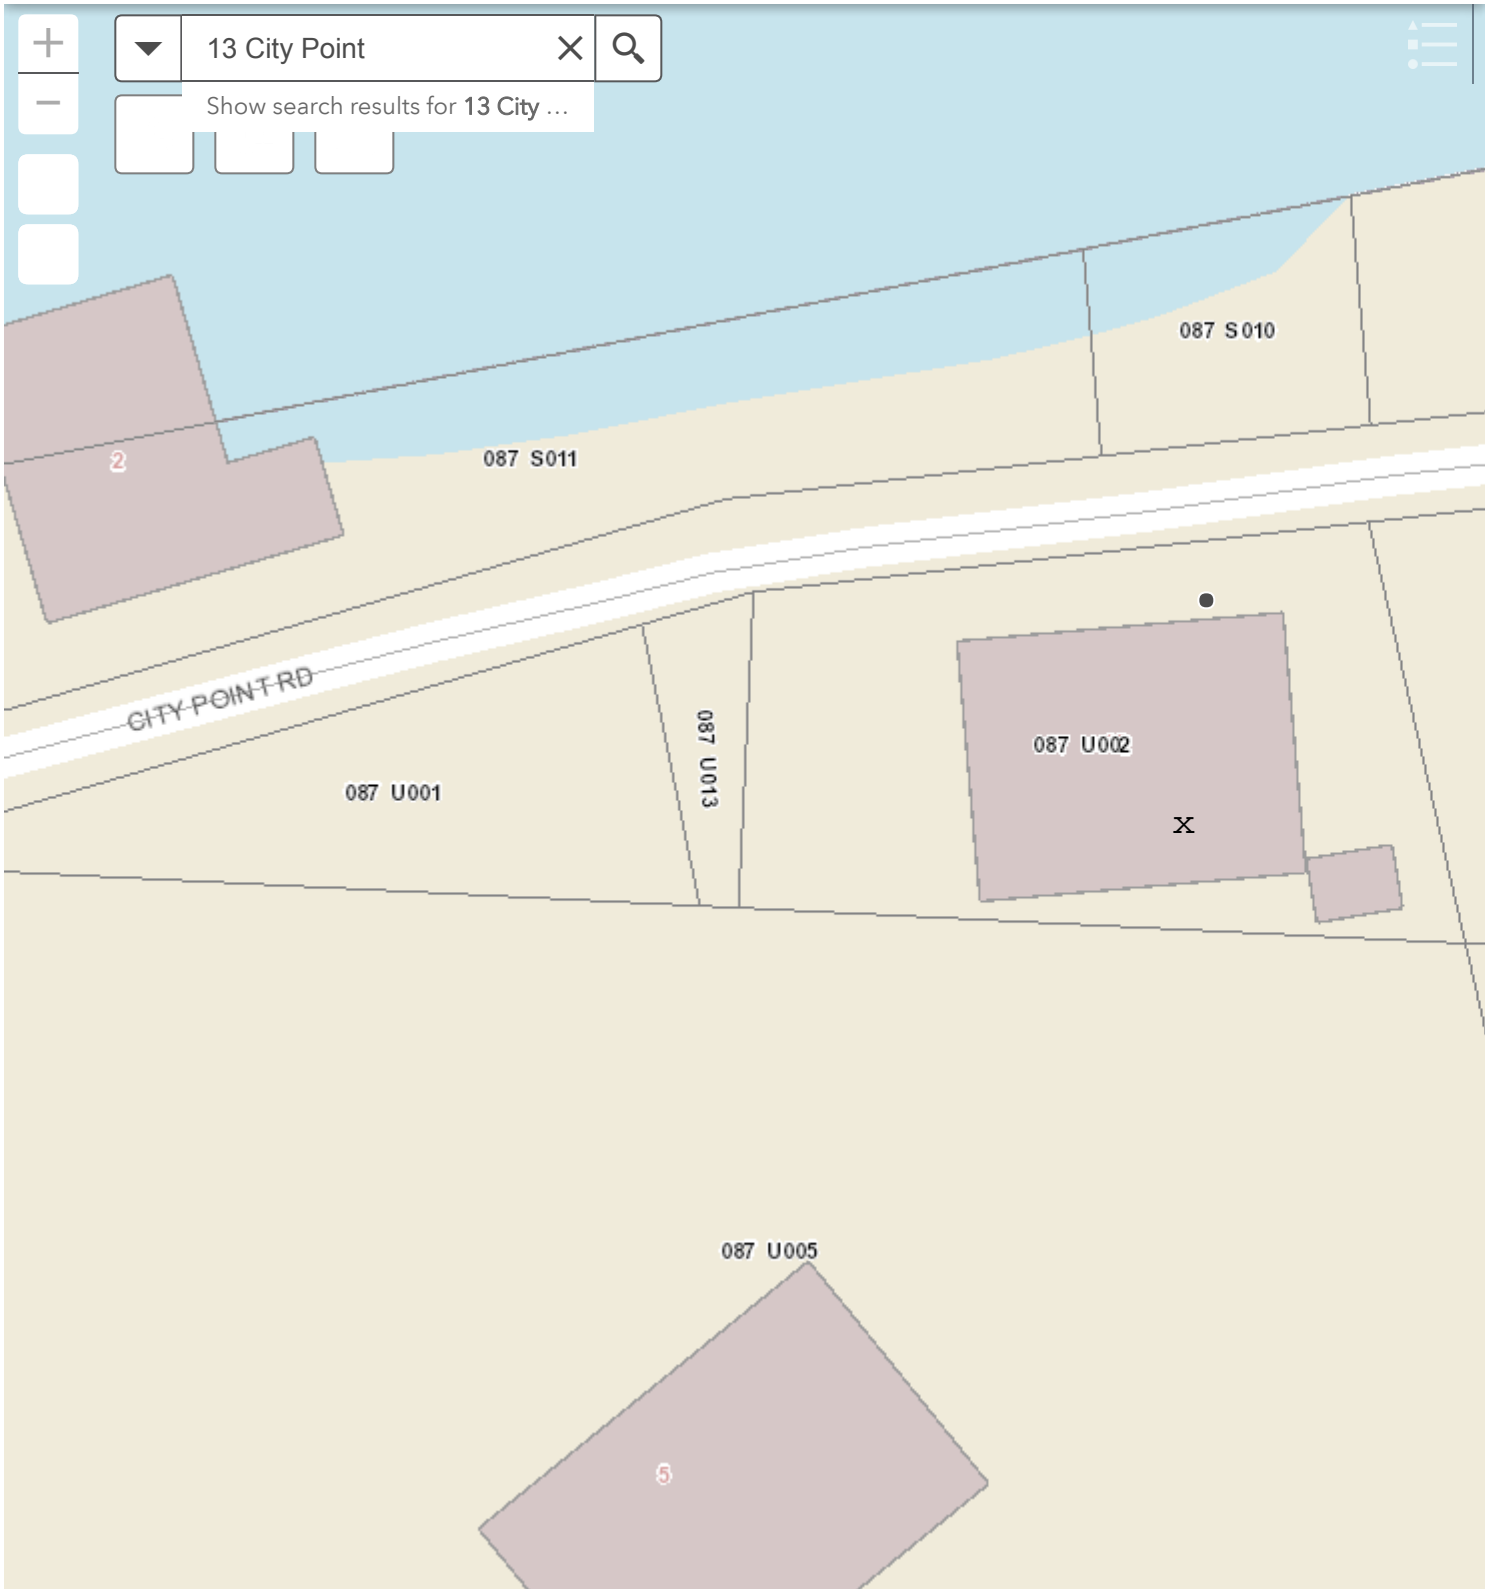 13 City Point
Show search results for 13 City ...
087 S010
2
087 S011
CITY POINT RD
087 U013
087 U002
087 U001
x
087 U005
5